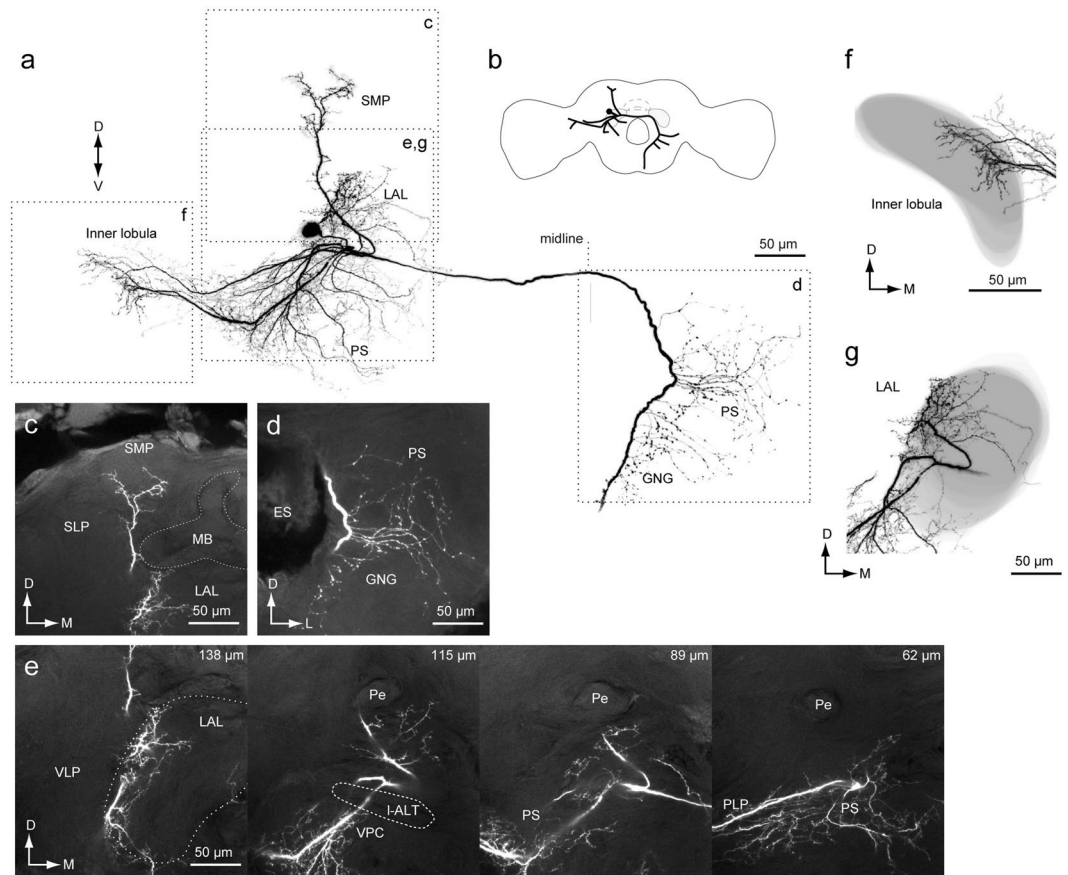 a
D
V
c
SMP
e,g
LAL
f
Inner lobula
PS
b
midline
50 µm
d
PS
GNG
f
Inner lobula
D
M
50 µm
g
LAL
D
M
50 µm
c
SMP
SLP
MB
LAL
D
M
50 µm
d
PS
ES
GNG
D
L
50 µm
e
138 µm
LAL
VLP
D
M
50 µm
115 µm
Pe
l-ALT
VPC
89 µm
Pe
PS
62 µm
Pe
PLP
PS